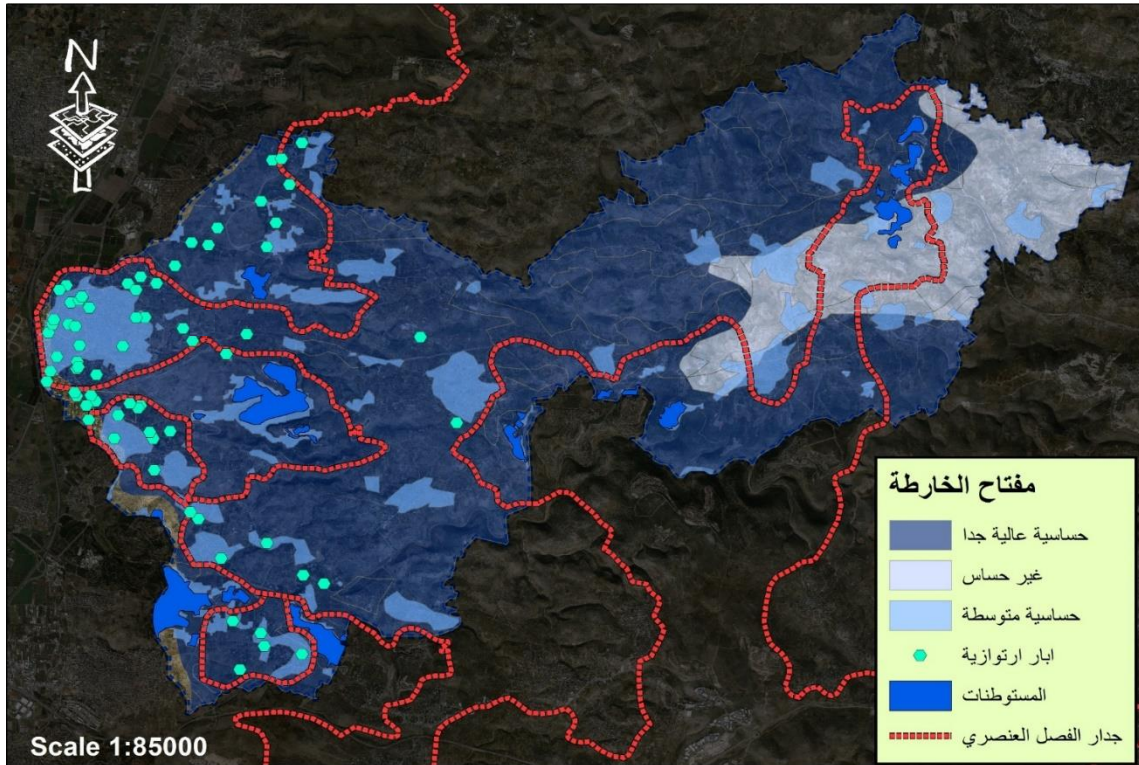 N
مفتاح الخارطة
حساسية عالية جدا
غير حساس
حساسية متوسطة
ابار ارتوازية
المستوطنات
جدار الفصل العنصري
Scale 1:85000